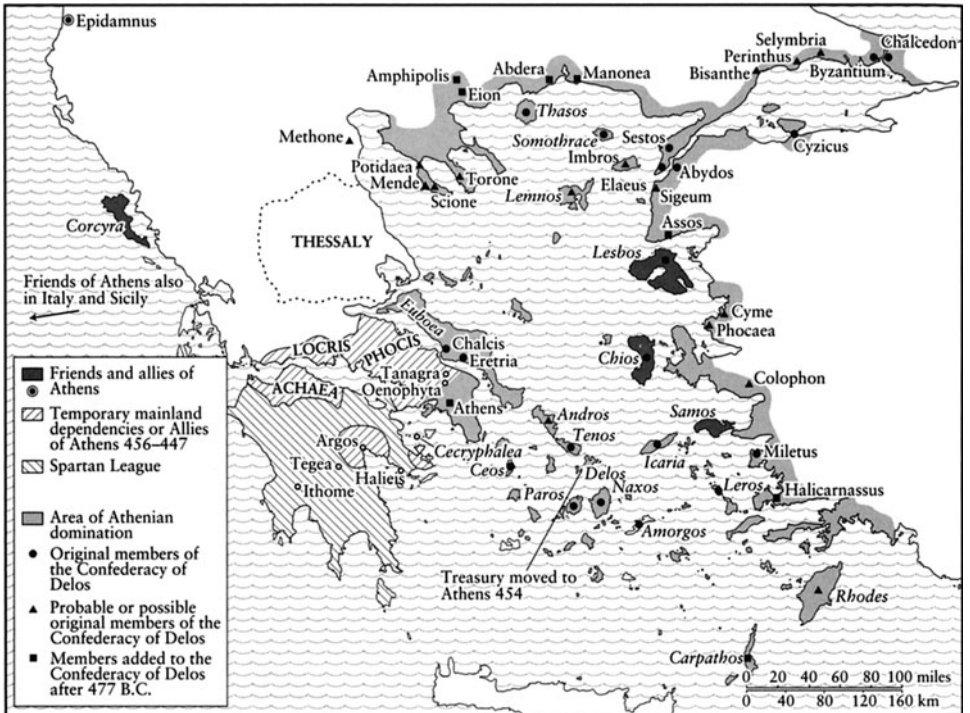 Epidamnus
Selymbria
Perinthus
Chalcedon
Bisanthe
Byzantium
Amphipolis
Abdera
Manonea
Eion
Thasos
Methone
Somothrace
Sestos
Cyzicus
Potidaea
Imbros
Mende
Torone
Elaeus
Abydos
Scione
Lemnos
Sigeum
Corcyra
THESSALY
Assos
Lesbos
Friends of Athens also
in Italy and Sicily
Euboea
Cyme
Phocaea
LOCRIS
PHOCIS
Chalcis
Eretria
Chios
Tanagra
Oenophyta
ACHAEA
Colophon
Athens
Andros
Samos
Argos
Cecryphalea
Tenos
Icaria
Miletus
Tegea
Halieis
Ceos
Delos
Ithome
Paros
Naxos
Leros
Halicarnassus
Amorgos
Treasury moved to
Athens 454
Rhodes
Carpathos
Friends and allies of
Athens
Temporary mainland
dependencies or Allies
of Athens 456–447
Spartan League
Area of Athenian
domination
Original members of
the Confederacy of
Delos
Probable or possible
original members of the
Confederacy of Delos
Members added to the
Confederacy of Delos
after 477 B.C.
0 20 40 60 80 100 miles
0 40 80 120 160 km